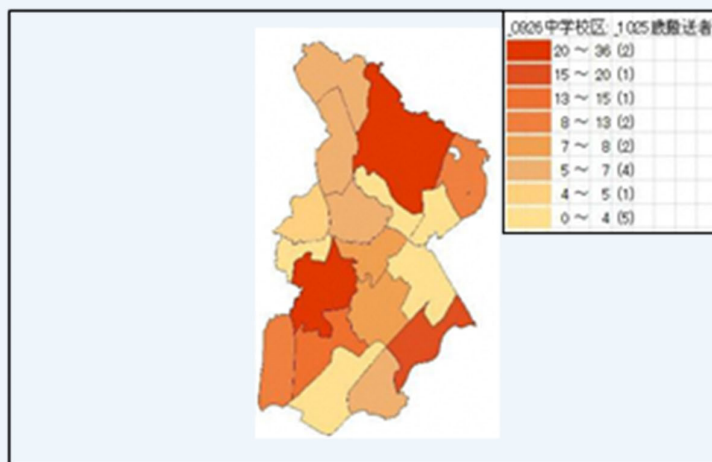 _0926中学校区:_1025歳搬送者
20 ～ 36 (2)
15 ～ 20 (1)
13 ～ 15 (1)
8 ～ 13 (2)
7 ～ 8 (2)
5 ～ 7 (4)
4 ～ 5 (1)
0 ～ 4 (5)